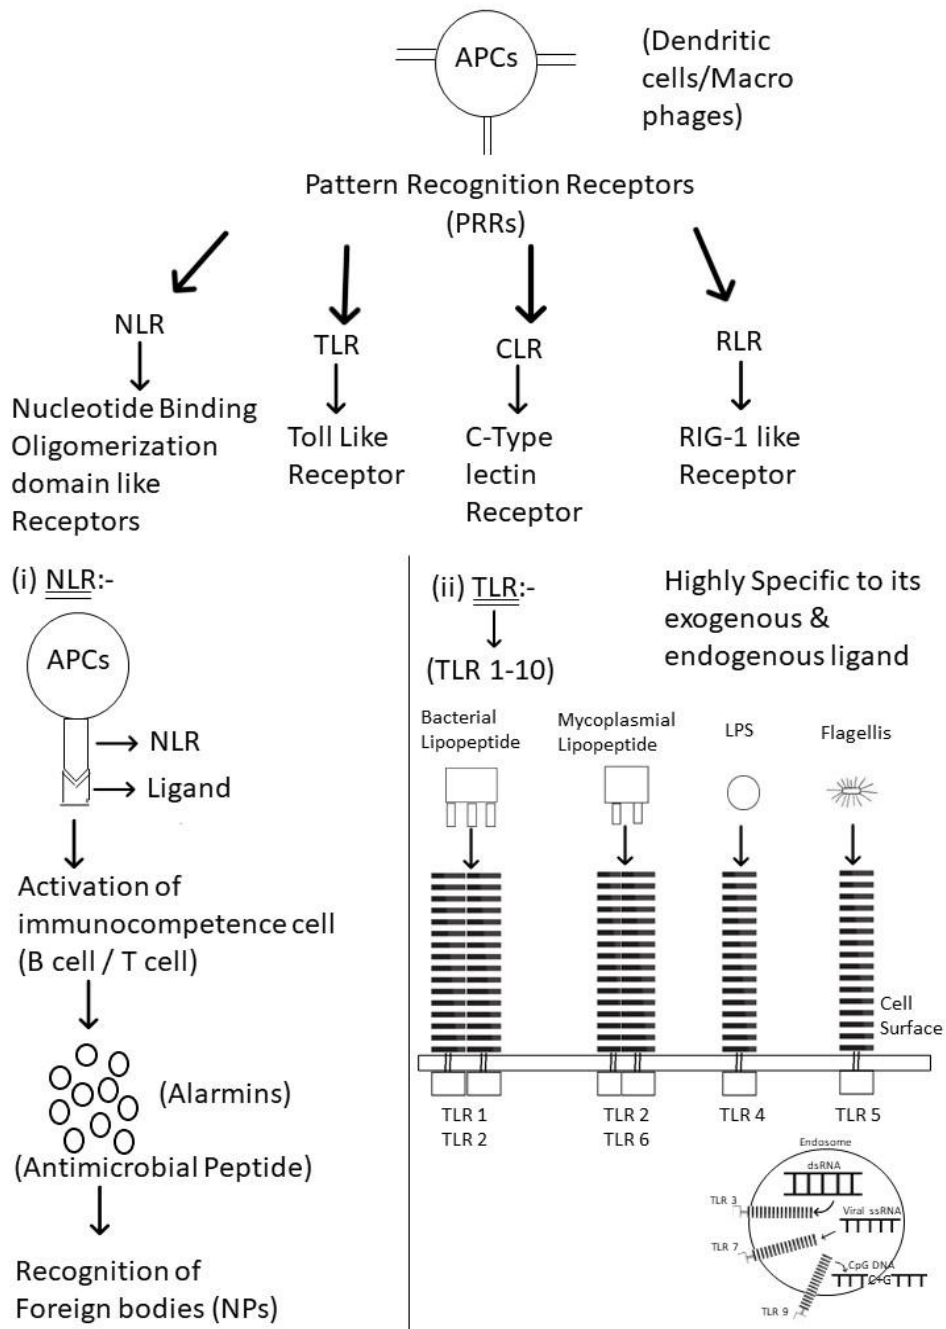 APCs
(Dendritic
cells/Macro
phages)
Pattern Recognition Receptors
(PRRs)
NLR
TLR
CLR
RLR
Nucleotide Binding
Oligomerization
domain like
Receptors
Toll Like
Receptor
C-Type
lectin
Receptor
RIG-1 like
Receptor
(i) NLR:-
APCs
NLR
Ligand
Activation of
immunocompetence cell
(B cell / T cell)
(Alarmins)
(Antimicrobial Peptide)
Recognition of
Foreign bodies (NPs)
(ii) TLR:-
(TLR 1-10)
Highly Specific to its
exogenous &
endogenous ligand
Bacterial
Lipopeptide
Mycoplasmial
Lipopeptide
LPS
Flagellis
Cell
Surface
TLR 1
TLR 2
TLR 2
TLR 6
TLR 4
TLR 5
Endosome
dsRNA
TLR 3
Viral ssRNA
TLR 7
CpG DNA
C+G
TLR 9